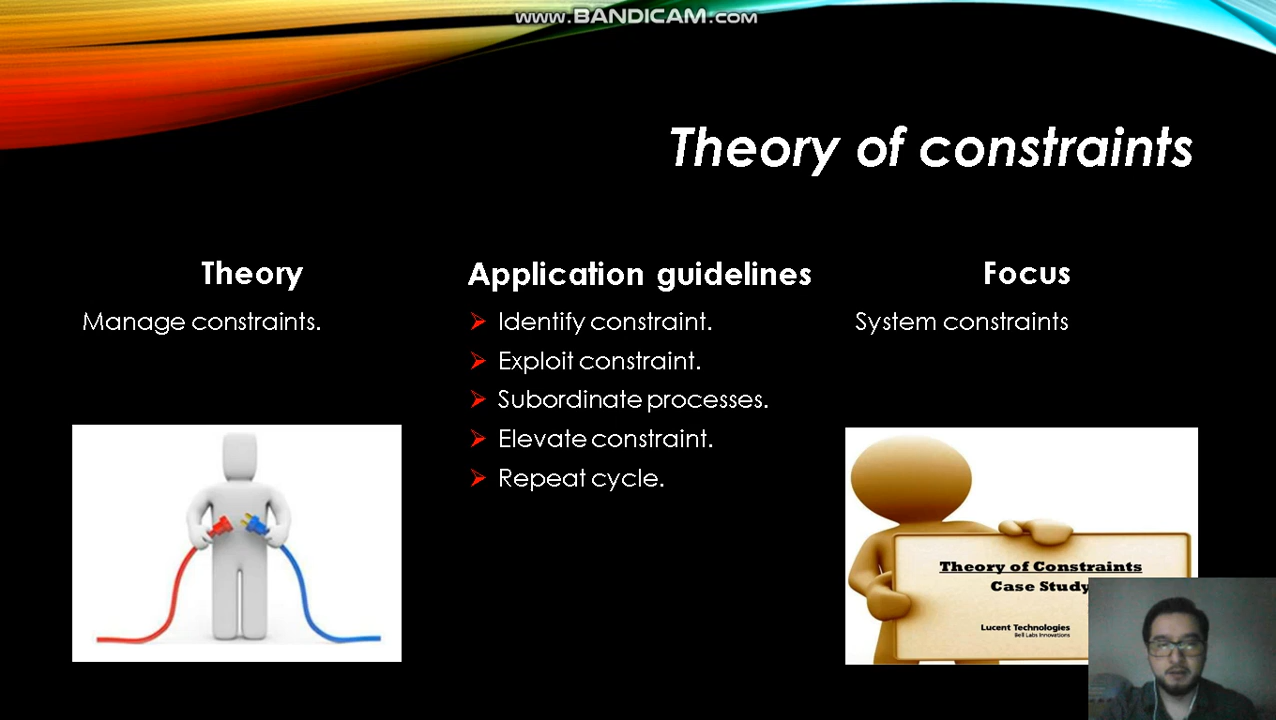 www.BANDICAM.com
Theory of constraints
Theory
Manage constraints.
Application guidelines
Identify constraint.
Exploit constraint.
Subordinate processes.
Elevate constraint.
Repeat cycle.
Focus
System constraints
Theory of Constraints
Case Study
Lucent Technologies
Bell Labs Innovations